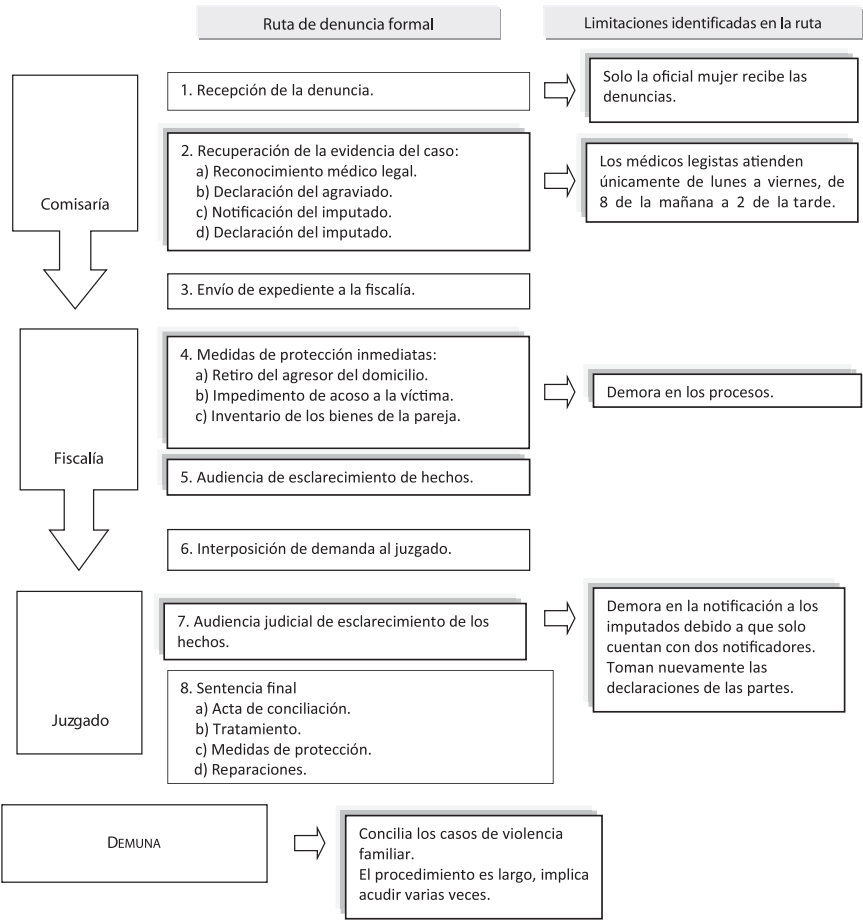 Ruta de denuncia formal
Limitaciones identificadas en la ruta
Comisaría
1. Recepción de la denuncia.
Solo la oficial mujer recibe las
denuncias.
2. Recuperación de la evidencia del caso:
a) Reconocimiento médico legal.
b) Declaración del agraviado.
c) Notificación del imputado.
d) Declaración del imputado.
Los médicos legistas atienden
únicamente de lunes a viernes, de
8 de la mañana a 2 de la tarde.
3. Envío de expediente a la fiscalía.
Fiscalía
4. Medidas de protección inmediatas:
a) Retiro del agresor del domicilio.
b) Impedimento de acoso a la víctima.
c) Inventario de los bienes de la pareja.
Demora en los procesos.
5. Audiencia de esclarecimiento de hechos.
6. Interposición de demanda al juzgado.
Juzgado
7. Audiencia judicial de esclarecimiento de los
hechos.
Demora en la notificación a los
imputados debido a que solo
cuentan con dos notificadores.
Toman nuevamente las
declaraciones de las partes.
8. Sentencia final
a) Acta de conciliación.
b) Tratamiento.
c) Medidas de protección.
d) Reparaciones.
DEMUNA
Concilia los casos de violencia
familiar.
El procedimiento es largo, implica
acudir varias veces.